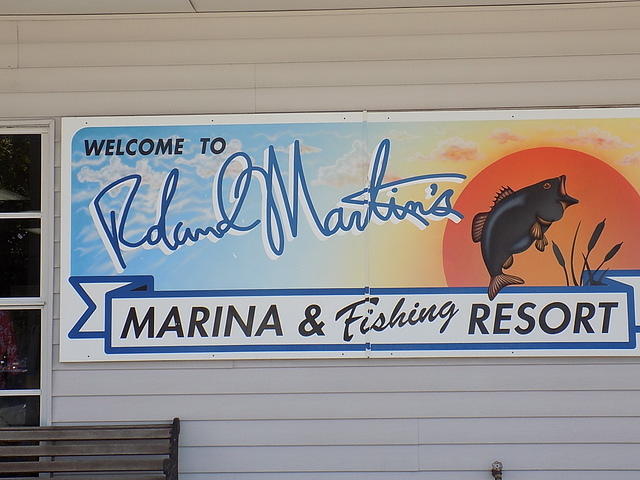 WELCOME TO
Roland Martin's
MARINA & Fishing RESORT